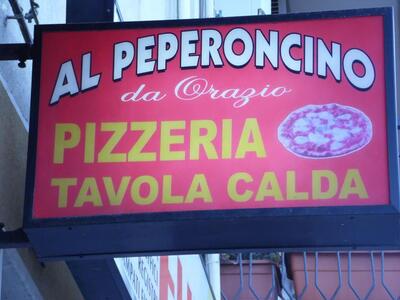 AL PEPERONCINO
da Orazio
PIZZERIA
TAVOLA CALDA